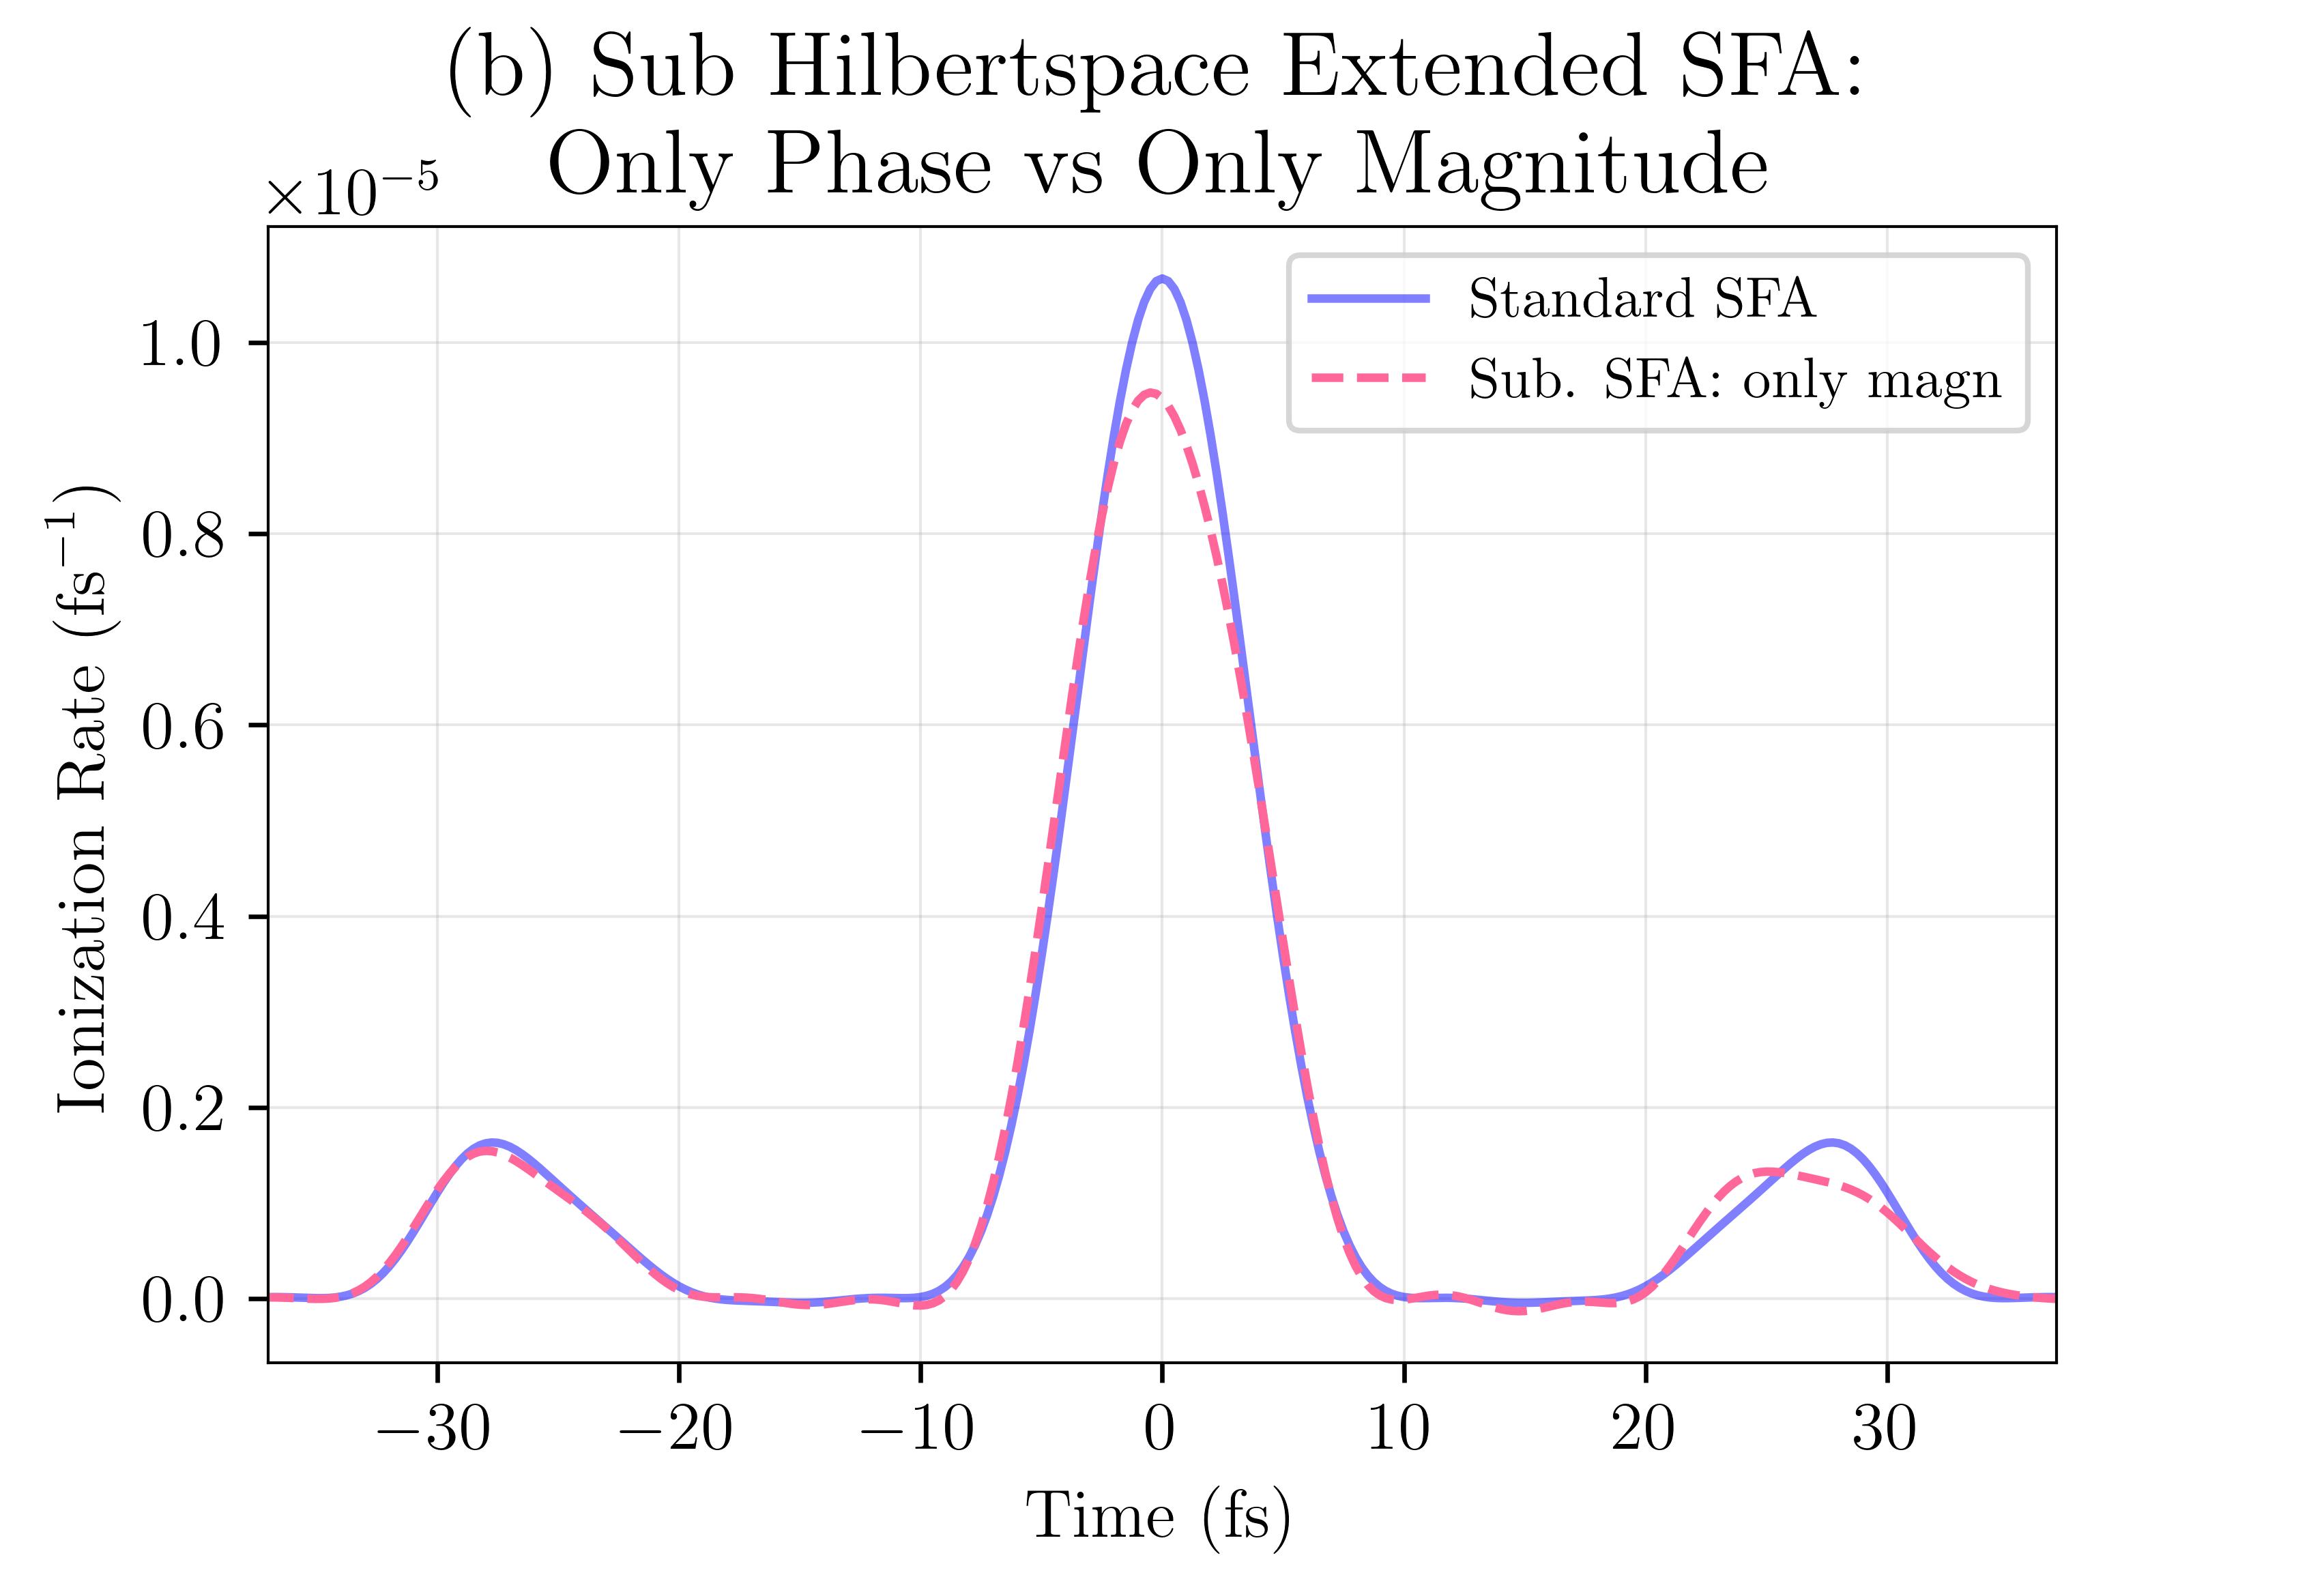 (b) Sub Hilbertspace Extended SFA:
Only Phase vs Only Magnitude
×10⁻⁵
Standard SFA
Sub. SFA: only magn
Ionization Rate (fs⁻¹)
1.0
0.8
0.6
0.4
0.2
0.0
−30 −20 −10 0 10 20 30
Time (fs)